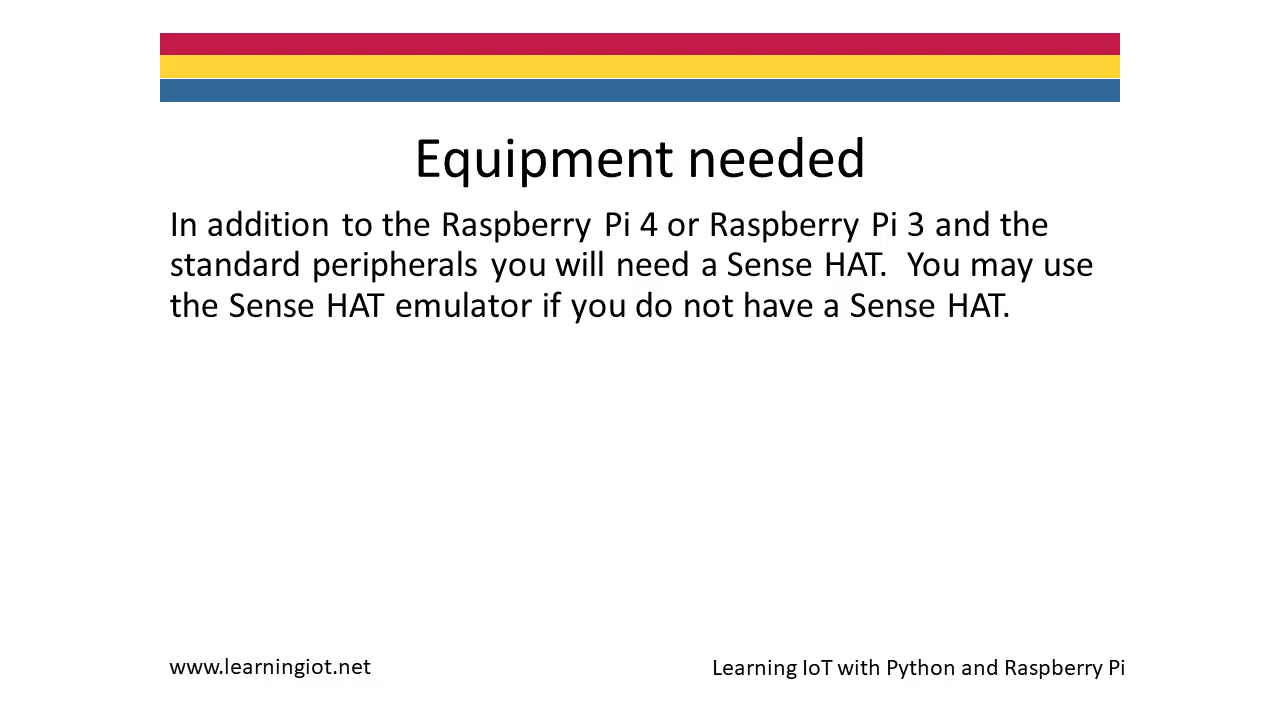 Equipment needed
In addition to the Raspberry Pi 4 or Raspberry Pi 3 and the
standard peripherals you will need a Sense HAT.  You may use
the Sense HAT emulator if you do not have a Sense HAT.
www.learningiot.net
Learning IoT with Python and Raspberry Pi